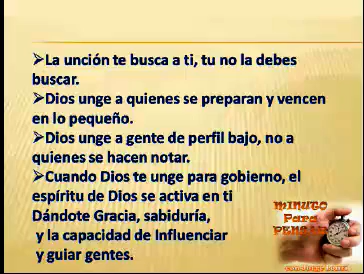 ➢La unción te busca a ti, tu no la debes
buscar.
➢Dios unge a quienes se preparan y vencen
en lo pequeño.
➢Dios unge a gente de perfil bajo, no a
quienes se hacen notar.
➢Cuando Dios te unge para gobierno, el
espíritu de Dios se activa en ti
Dándote Gracia, sabiduría,
y la capacidad de Influenciar
y guiar gentes.
MINUTO
Para
PENSAR